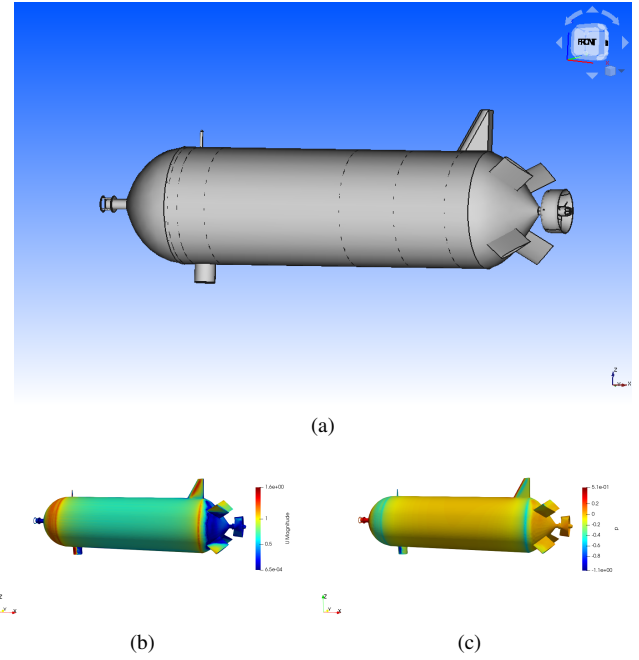 FRONT
Z
X
(a)
1.6e+00
1
0.5
6.5e-04
U Magnitude
Z
Y
X
(b)
5.1e-01
0.2
0
-0.2
-0.4
-0.6
-0.8
-1.1e+00
p
Z
Y
X
(c)